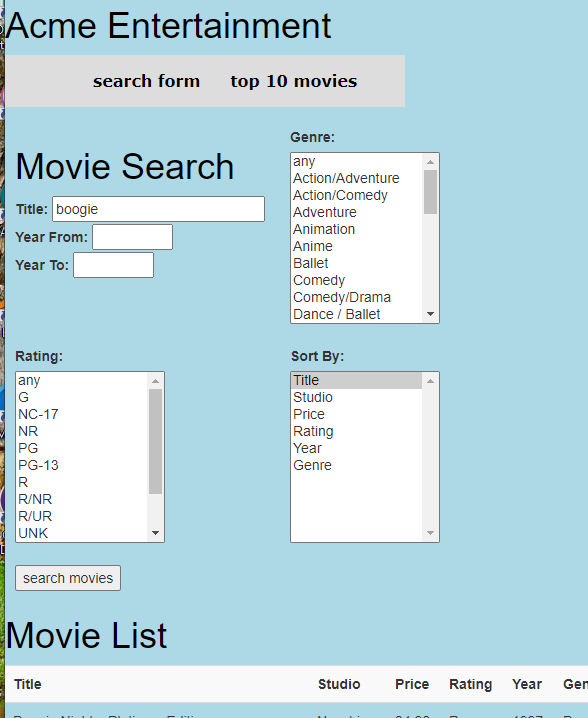 Acme Entertainment
search form top 10 movies
Movie Search
Title: boogie
Year From:
Year To:
Genre:
any
Action/Adventure
Action/Comedy
Adventure
Animation
Anime
Ballet
Comedy
Comedy/Drama
Dance / Ballet
Rating:
any
G
NC-17
NR
PG
PG-13
R
R/NR
R/UR
UNK
Sort By:
Title
Studio
Price
Rating
Year
Genre
search movies
Movie List
Title Studio Price Rating Year Gen